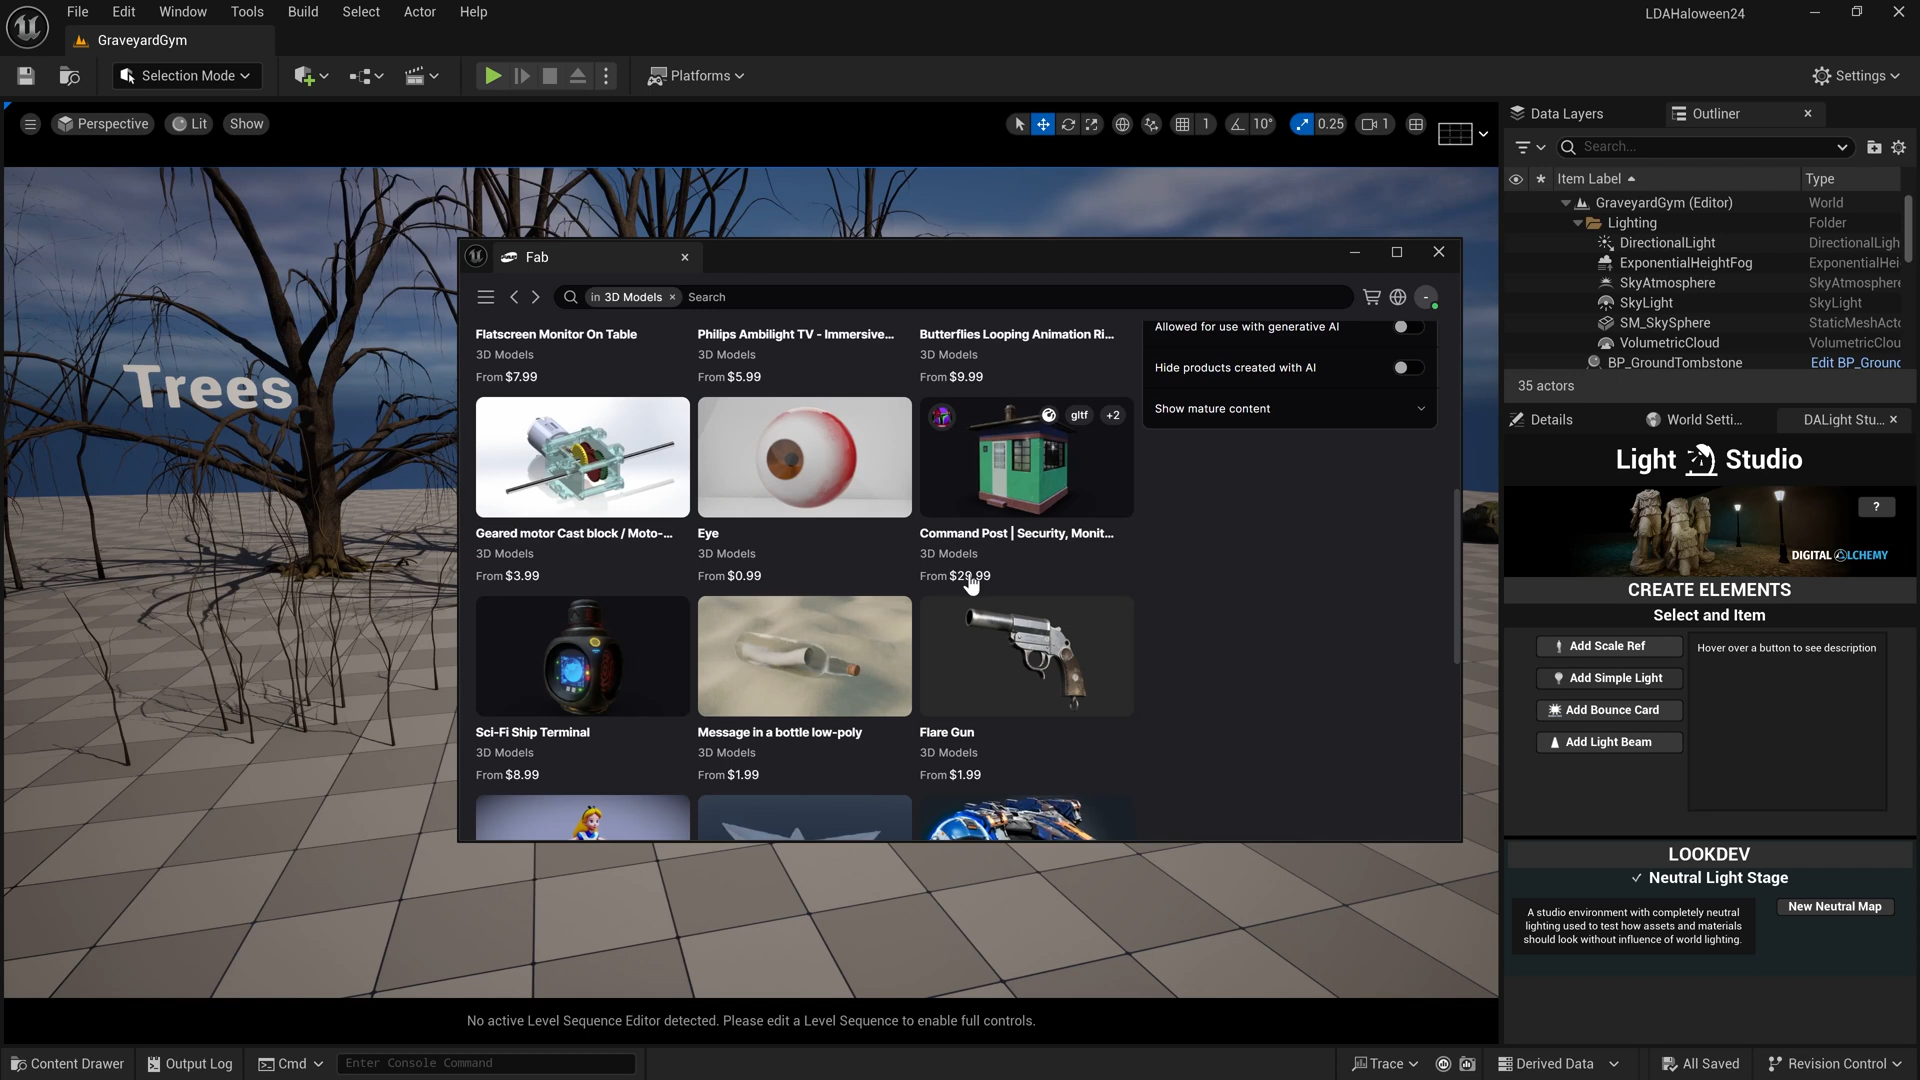 File Edit Window Tools Build Select Actor Help
LDAHaloween24
GraveyardGym
Selection Mode
Platforms
Settings
Perspective
Lit
Show
1
10°
0.25
1
Data Layers
Outliner
Search...
Item Label
Type
GraveyardGym (Editor) World
Lighting Folder
DirectionalLight DirectionalLigh
ExponentialHeightFog ExponentialHei
SkyAtmosphere SkyAtmosphere
SkyLight SkyLight
SM_SkySphere StaticMeshActo
VolumetricCloud VolumetricClou
BP_GroundTombstone Edit BP_Ground
35 actors
Trees
Fab
in 3D Models × Search
Flatscreen Monitor On Table
3D Models
From $7.99
Philips Ambilight TV - Immersive...
3D Models
From $5.99
Butterflies Looping Animation Ri...
3D Models
From $9.99
gltf
+2
Geared motor Cast block / Moto-...
3D Models
From $3.99
Eye
3D Models
From $0.99
Command Post | Security, Monit...
3D Models
From $29.99
Sci-Fi Ship Terminal
3D Models
From $8.99
Message in a bottle low-poly
3D Models
From $1.99
Flare Gun
3D Models
From $1.99
Allowed for use with generative AI
Hide products created with AI
Show mature content
Details
World Setti...
DALight Stu...
Light Studio
?
DIGITAL ALCHEMY
CREATE ELEMENTS
Select and Item
Add Scale Ref
Add Simple Light
Add Bounce Card
Add Light Beam
Hover over a button to see description
LOOKDEV
✓ Neutral Light Stage
A studio environment with completely neutral
lighting used to test how assets and materials
should look without influence of world lighting.
New Neutral Map
No active Level Sequence Editor detected. Please edit a Level Sequence to enable full controls.
Content Drawer
Output Log
Cmd
Enter Console Command
Trace
Derived Data
All Saved
Revision Control